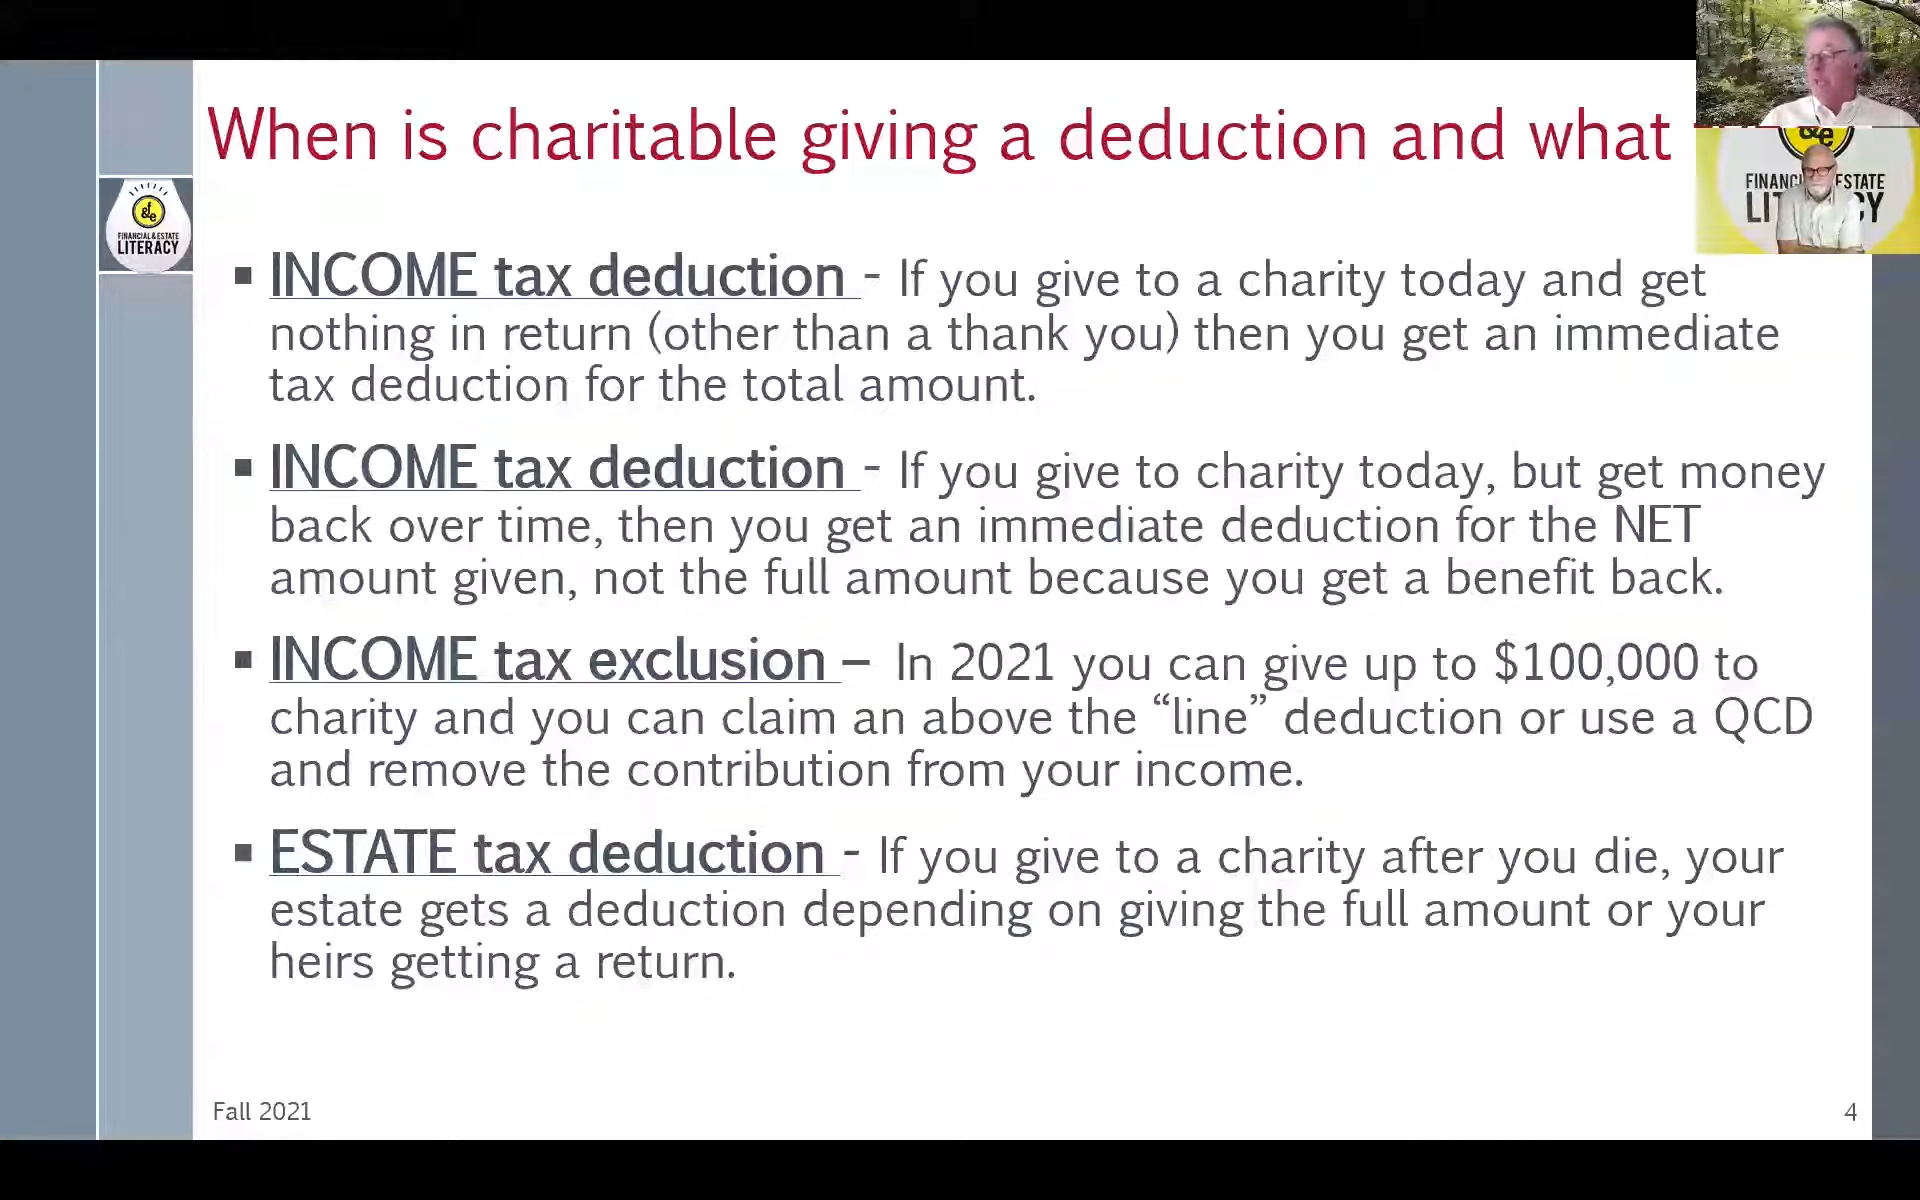 When is charitable giving a deduction and what
FINANCIAL & ESTATE
LITERACY
&
f
e
▪ INCOME tax deduction - If you give to a charity today and get
nothing in return (other than a thank you) then you get an immediate
tax deduction for the total amount.
▪ INCOME tax deduction - If you give to charity today, but get money
back over time, then you get an immediate deduction for the NET
amount given, not the full amount because you get a benefit back.
▪ INCOME tax exclusion – In 2021 you can give up to $100,000 to
charity and you can claim an above the “line” deduction or use a QCD
and remove the contribution from your income.
▪ ESTATE tax deduction - If you give to a charity after you die, your
estate gets a deduction depending on giving the full amount or your
heirs getting a return.
Fall 2021
4